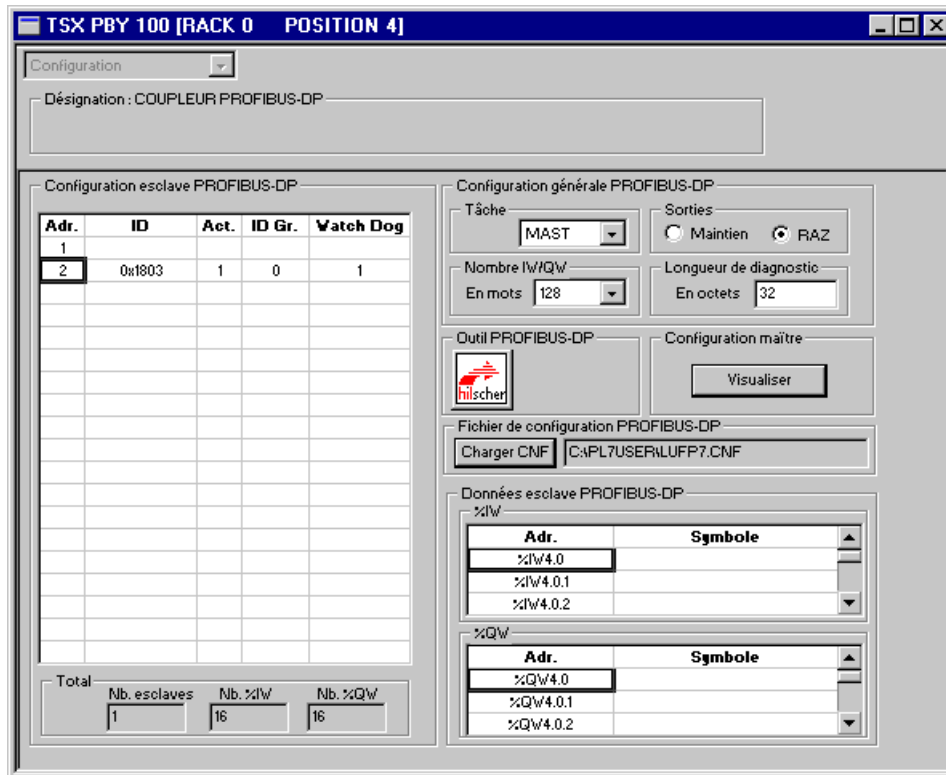 TSX PBY 100 [RACK 0 POSITION 4]
Configuration
Désignation : COUPLEUR PROFIBUS-DP
Configuration esclave PROFIBUS-DP
Adr. ID Act. ID Gr. Watch Dog
1
2 0x1803 1 0 1
Total
Nb. esclaves Nb. %IW Nb. %QW
1 16 16
Configuration générale PROFIBUS-DP
Tâche
MAST
Sorties
Maintien RAZ
Nombre IW/QW
En mots 128
Longueur de diagnostic
En octets 32
Outil PROFIBUS-DP
hilscher
Configuration maître
Visualiser
Fichier de configuration PROFIBUS-DP
Charger CNF C:\PL7USER\LUFP7.CNF
Données esclave PROFIBUS-DP
%IW
Adr. Symbole
%IW4.0
%IW4.0.1
%IW4.0.2
%QW
Adr. Symbole
%QW4.0
%QW4.0.1
%QW4.0.2